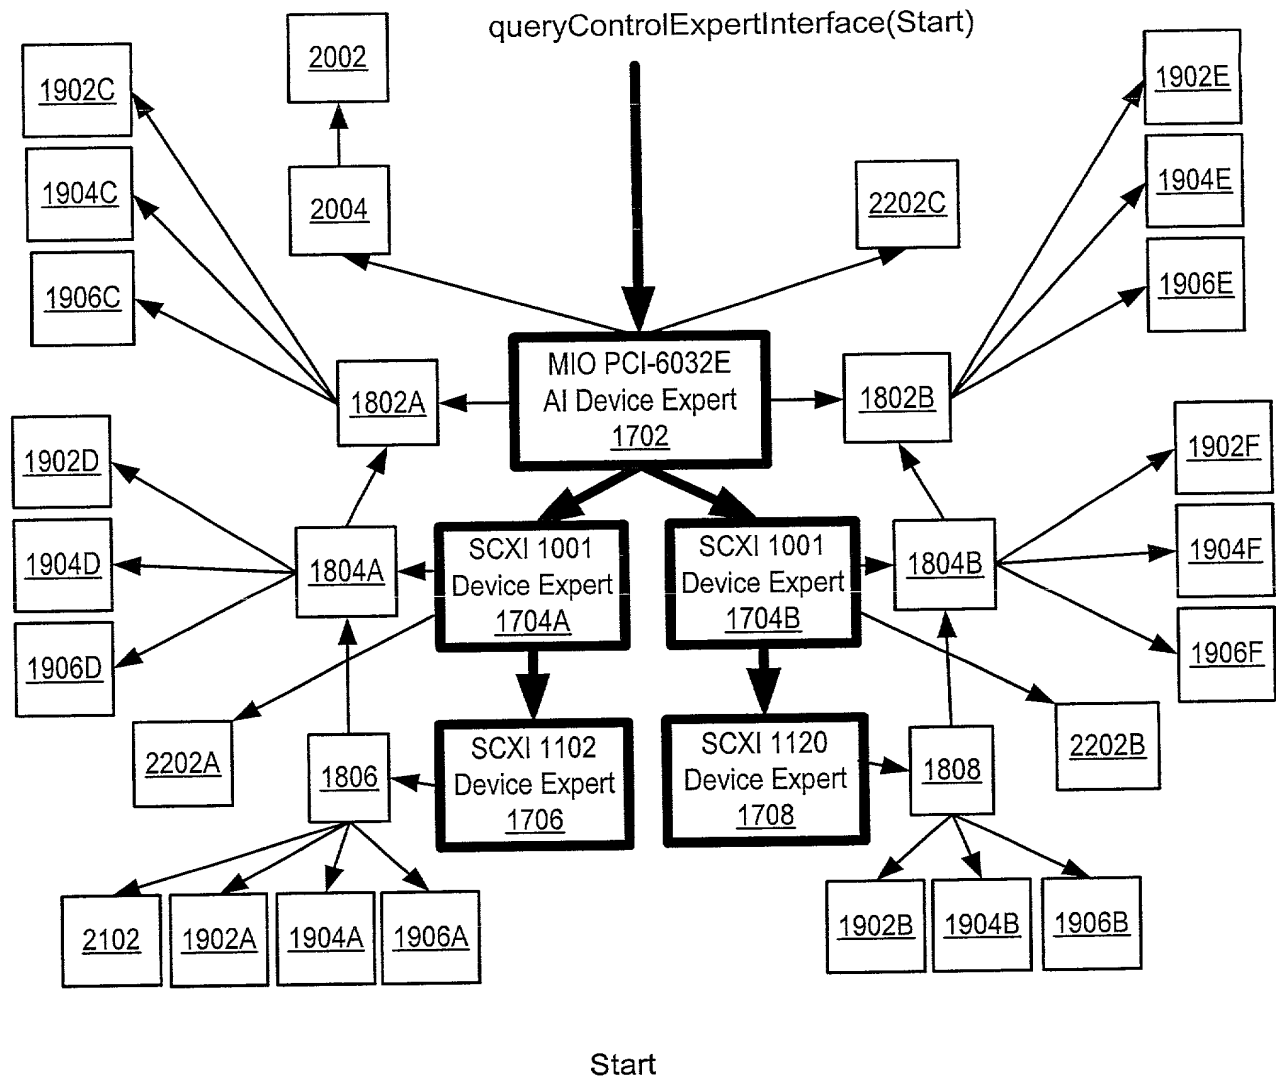 queryControlExpertInterface(Start)
1902C
2002
1902E
1904C
2004
2202C
1904E
1906C
1906E
MIO PCI-6032E
AI Device Expert
1702
1802A
1802B
1902D
1902F
1904D
1804A
SCXI 1001
Device Expert
1704A
SCXI 1001
Device Expert
1704B
1804B
1904F
1906D
1906F
2202A
1806
SCXI 1102
Device Expert
1706
SCXI 1120
Device Expert
1708
1808
2202B
2102
1902A
1904A
1906A
1902B
1904B
1906B
Start